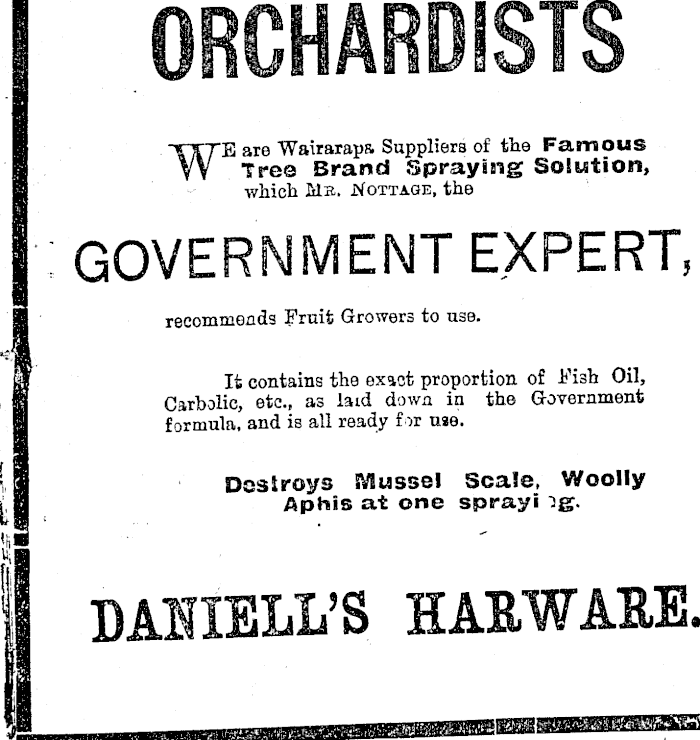 ORCHARDISTS
WE are Wairarapa Suppliers of the Famous
Tree Brand Spraying Solution,
which MR. NOTTAGE, the
GOVERNMENT EXPERT,
recommends Fruit Growers to use.
It contains the exact proportion of Fish Oil,
Carbolic, etc., as laid down in the Government
formula, and is all ready for use.
Destroys Mussel Scale, Woolly
Aphis at one spraying.
DANIELL'S HARWARE.